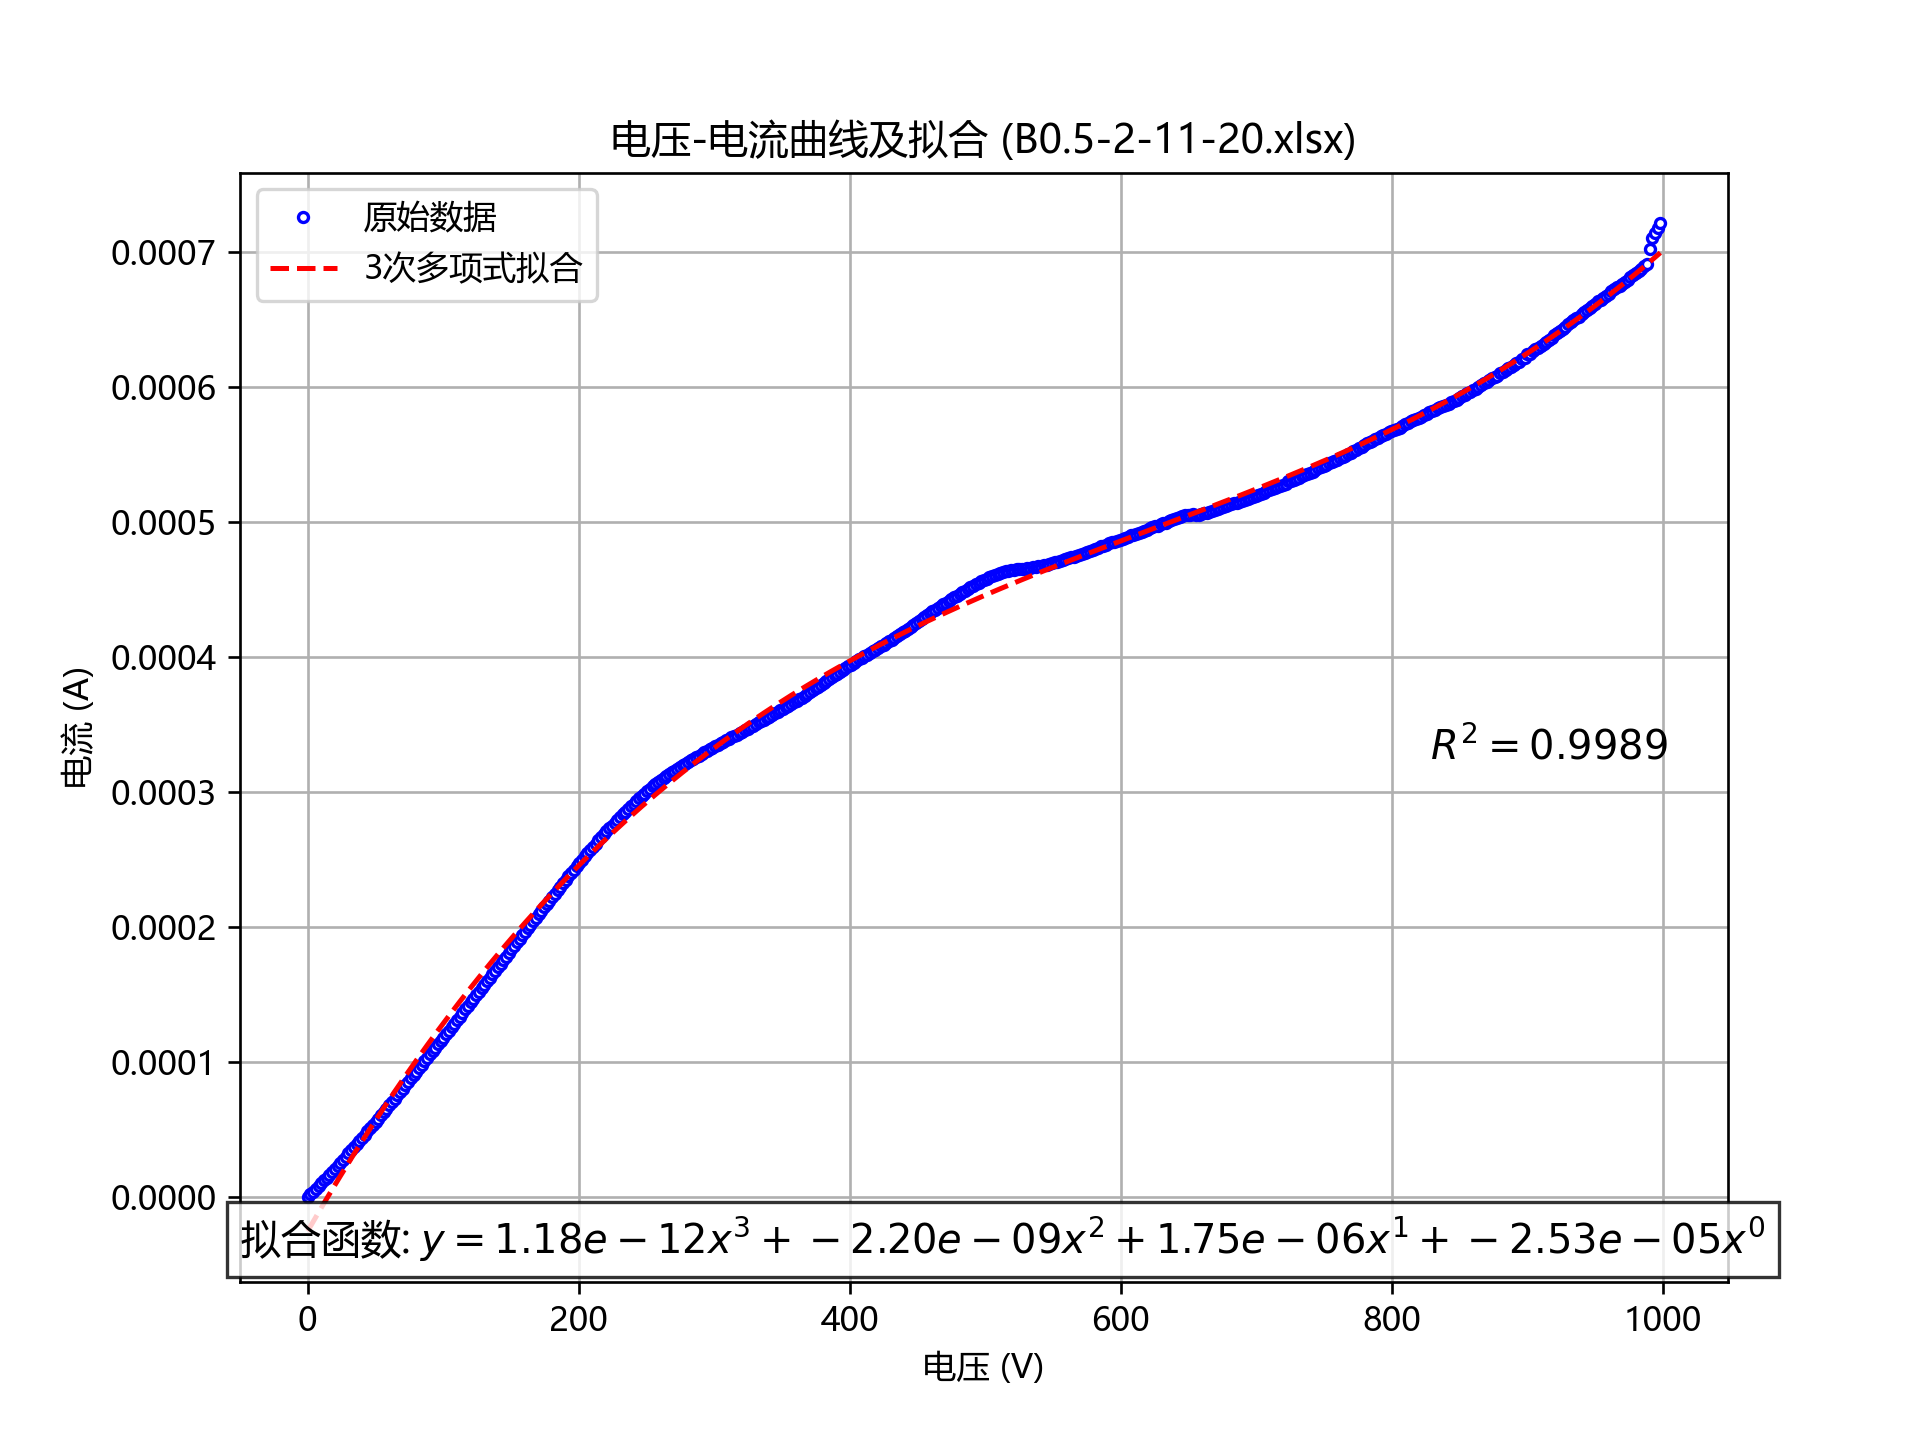 电压-电流曲线及拟合 (B0.5-2-11-20.xlsx)
原始数据
3次多项式拟合
0.0007
0.0006
0.0005
0.0004
0.0003
0.0002
0.0001
0.0000
电流 (A)
R² = 0.9989
拟合函数: y = 1.18e − 12x³ + −2.20e − 09x² + 1.75e − 06x¹ + −2.53e − 05x⁰
0 200 400 600 800 1000
电压 (V)